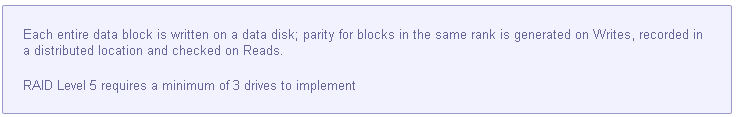 Each entire data block is written on a data disk; parity for blocks in the same rank is generated on Writes, recorded in
a distributed location and checked on Reads.
RAID Level 5 requires a minimum of 3 drives to implement